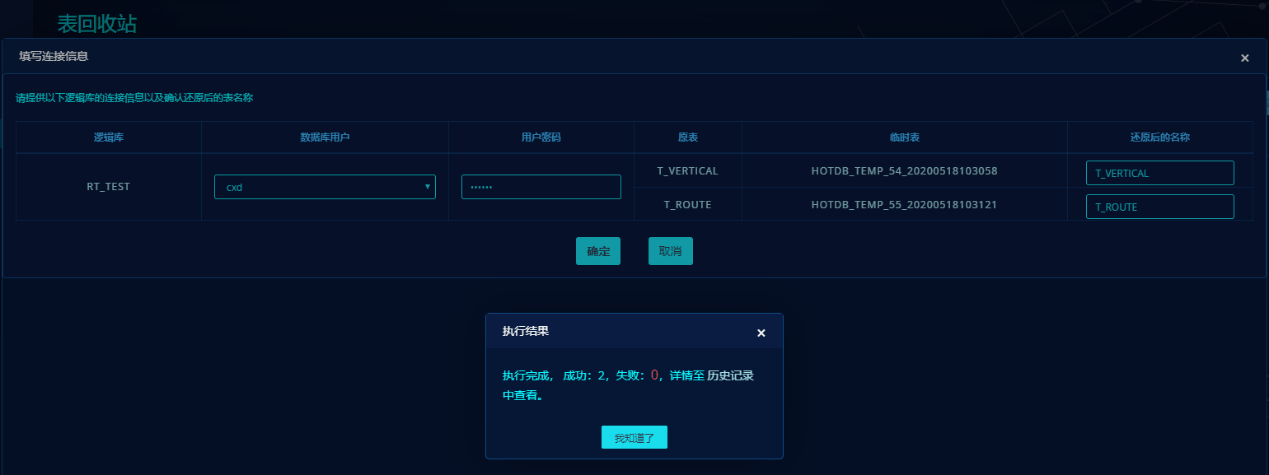 表回收站
填写连接信息
×
请提供以下逻辑库的连接信息以及确认还原后的表名称
逻辑库 数据库用户 用户密码 原表 临时表 还原后的名称
RT_TEST cxd •••••• T_VERTICAL HOTDB_TEMP_54_20200518103058 T_VERTICAL
T_ROUTE HOTDB_TEMP_55_20200518103121 T_ROUTE
确定 取消
执行结果 ×
执行完成， 成功：2，失败：0，详情至 历史记录
中查看。
我知道了